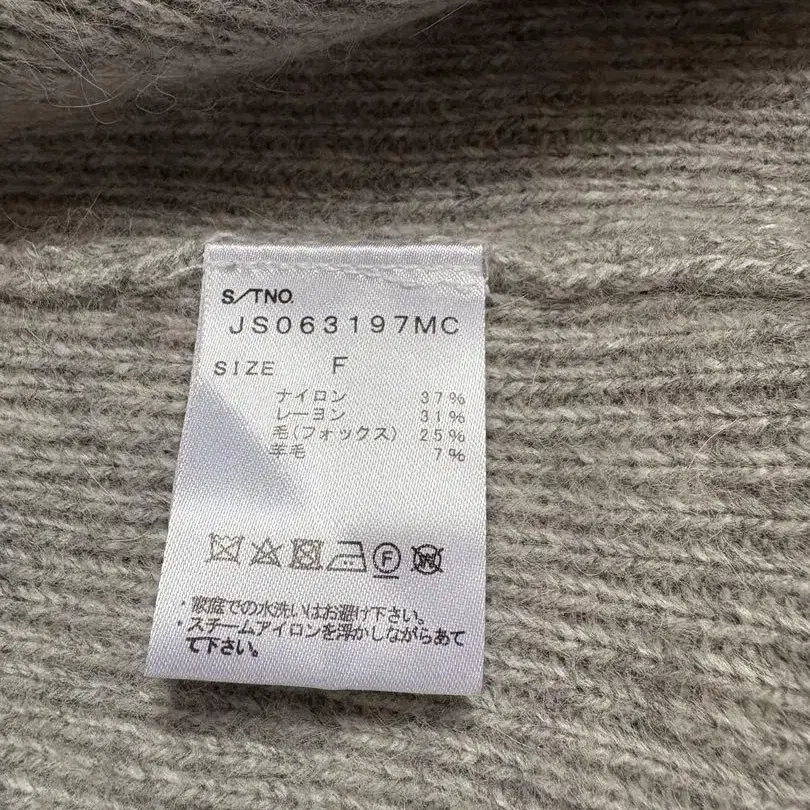 S/TNO.
JS063197MC
SIZE F
ナイロン 37%
レーヨン 31%
毛(フォックス) 25%
羊毛 7%
F W
・家庭での水洗いはお避け下さい。
・スチームアイロンを浮かしながらあて
て下さい。